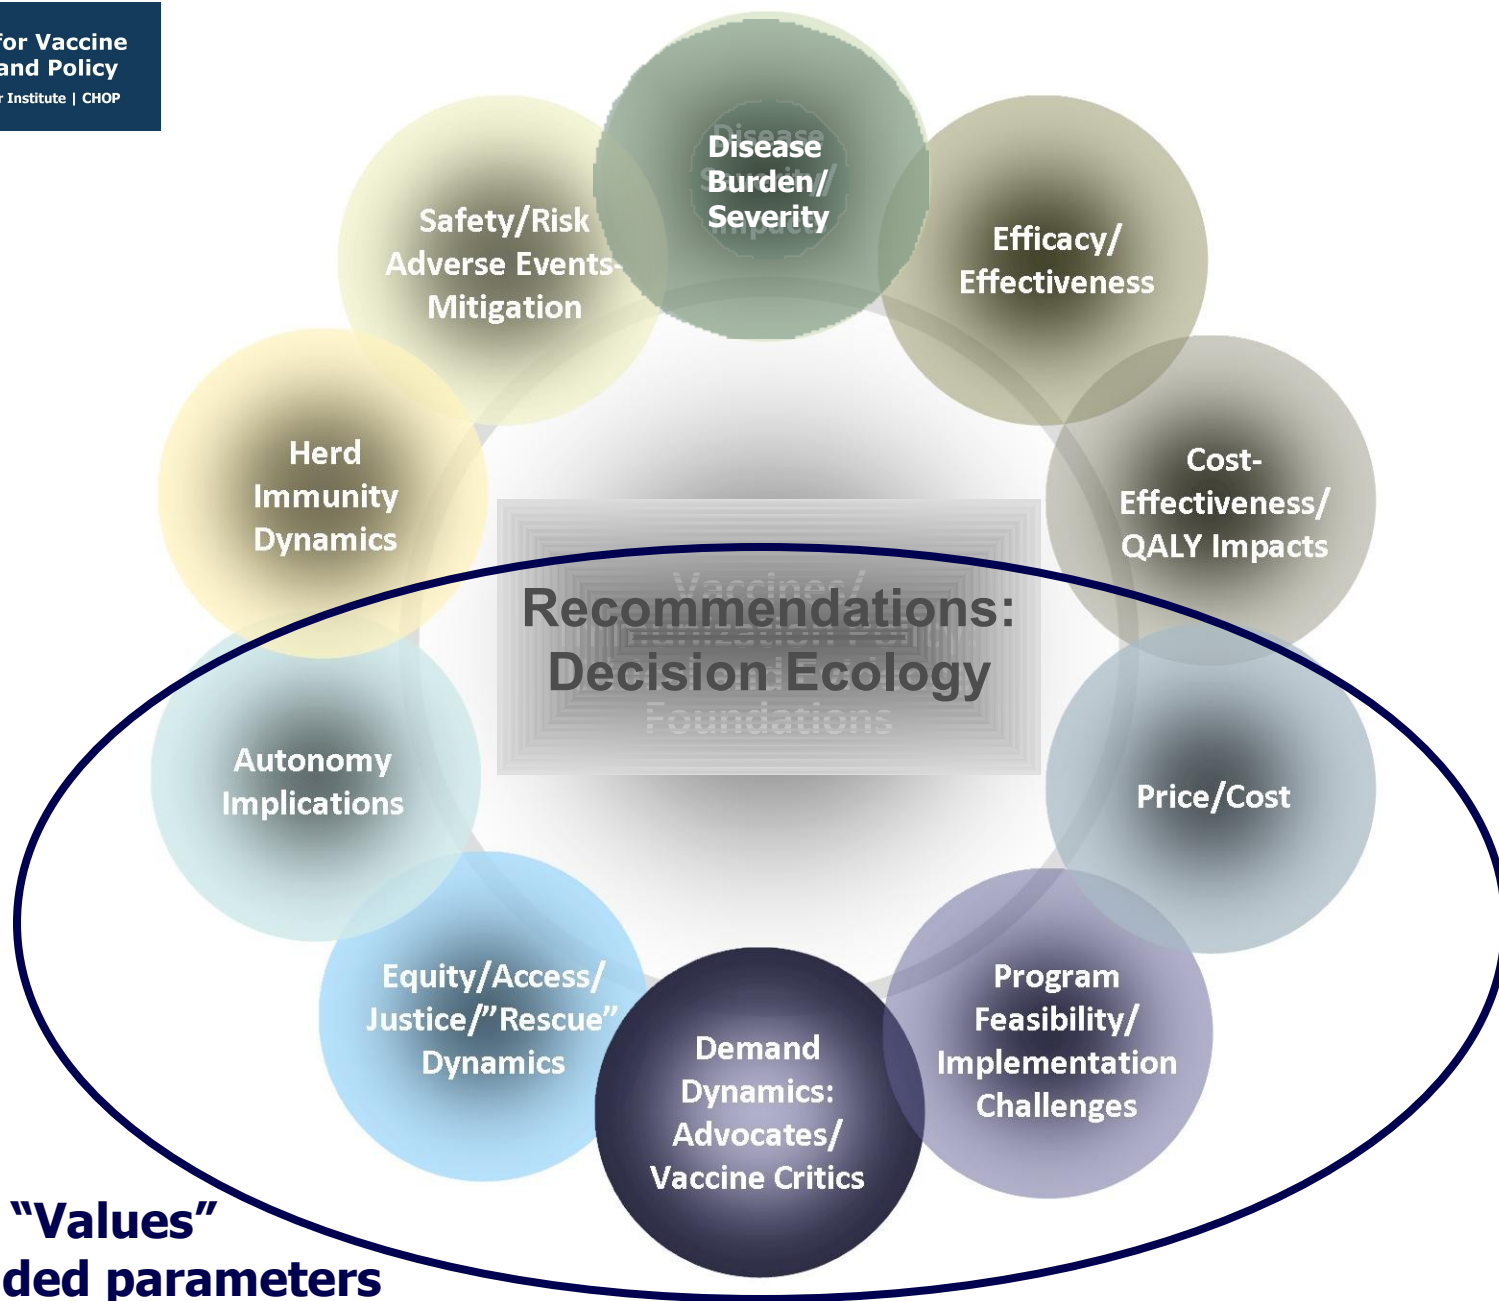 for Vaccine
and Policy
r Institute | CHOP
Disease
Burden/
Severity
Efficacy/
Effectiveness
Cost-
Effectiveness/
QALY Impacts
Price/Cost
Program
Feasibility/
Implementation
Challenges
Demand
Dynamics:
Advocates/
Vaccine Critics
Equity/Access/
Justice/”Rescue”
Dynamics
Autonomy
Implications
Herd
Immunity
Dynamics
Safety/Risk
Adverse Events-
Mitigation
Vaccines/
Recommendations:
Decision Ecology
Foundations
“Values”
ded parameters